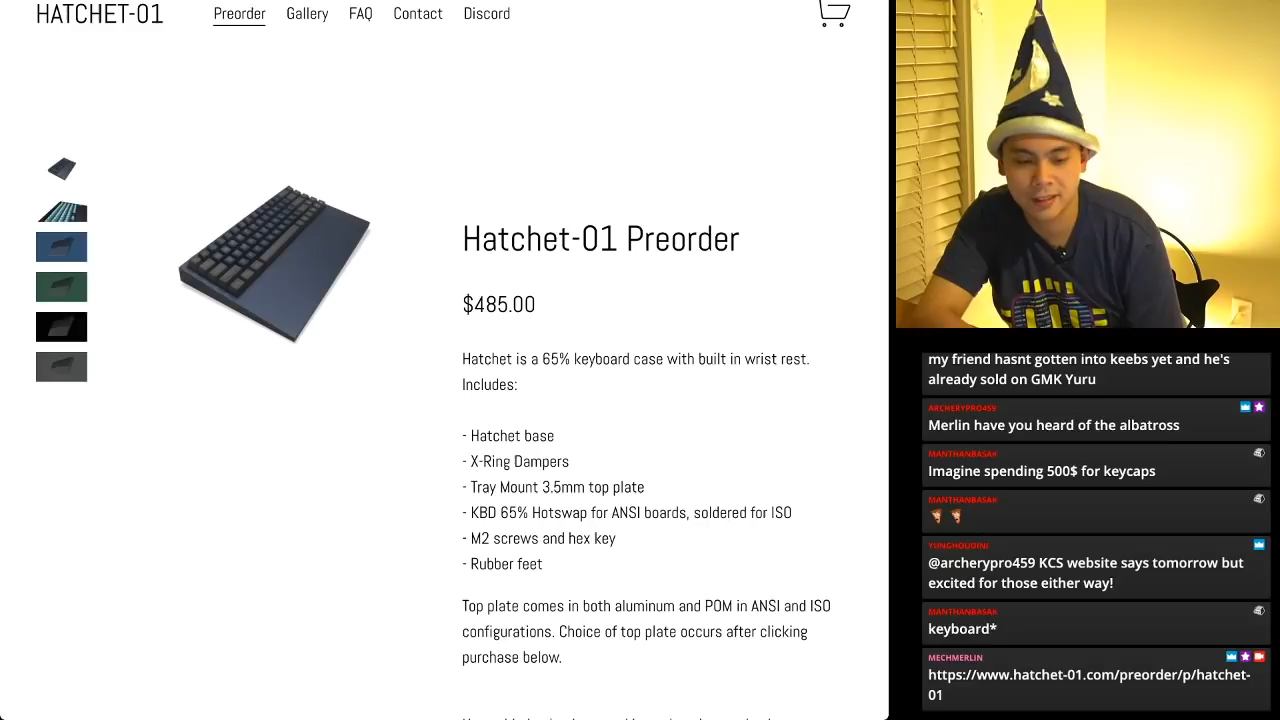 HATCHET-01
Preorder Gallery FAQ Contact Discord
Hatchet-01 Preorder
$485.00
Hatchet is a 65% keyboard case with built in wrist rest.
Includes:
- Hatchet base
- X-Ring Dampers
- Tray Mount 3.5mm top plate
- KBD 65% Hotswap for ANSI boards, soldered for ISO
- M2 screws and hex key
- Rubber feet
Top plate comes in both aluminum and POM in ANSI and ISO
configurations. Choice of top plate occurs after clicking
purchase below.
my friend hasnt gotten into keebs yet and he's
already sold on GMK Yuru
ARCHERYPRO459
Merlin have you heard of the albatross
MANTHANBASAK
Imagine spending 500$ for keycaps
MANTHANBASAK
YUNGHOUDINI
@archerypro459 KCS website says tomorrow but
excited for those either way!
MANTHANBASAK
keyboard*
MECHMERLIN
https://www.hatchet-01.com/preorder/p/hatchet-
01